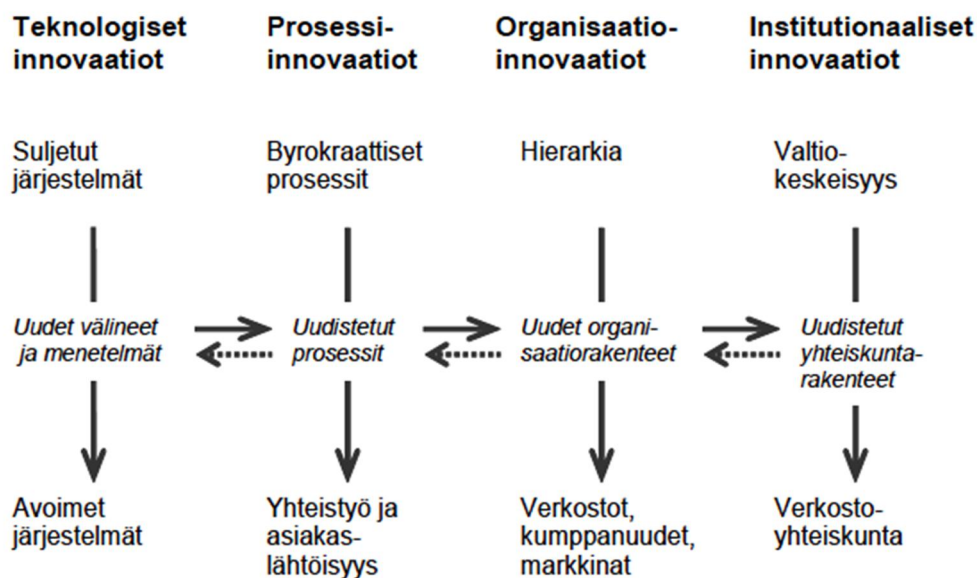 Teknologiset
innovaatiot
Prosessi-
innovaatiot
Organisaatio-
innovaatiot
Institutionaaliset
innovaatiot
Suljetut
järjestelmät
Byrokraattiset
prosessit
Hierarkia
Valtio-
keskeisyys
Uudet välineet
ja menetelmät
Uudistetut
prosessit
Uudet organi-
saatiorakenteet
Uudistetut
yhteiskunta-
rakenteet
Avoimet
järjestelmät
Yhteistyö ja
asiakas-
lähtöisyys
Verkostot,
kumppanuudet,
markkinat
Verkosto-
yhteiskunta